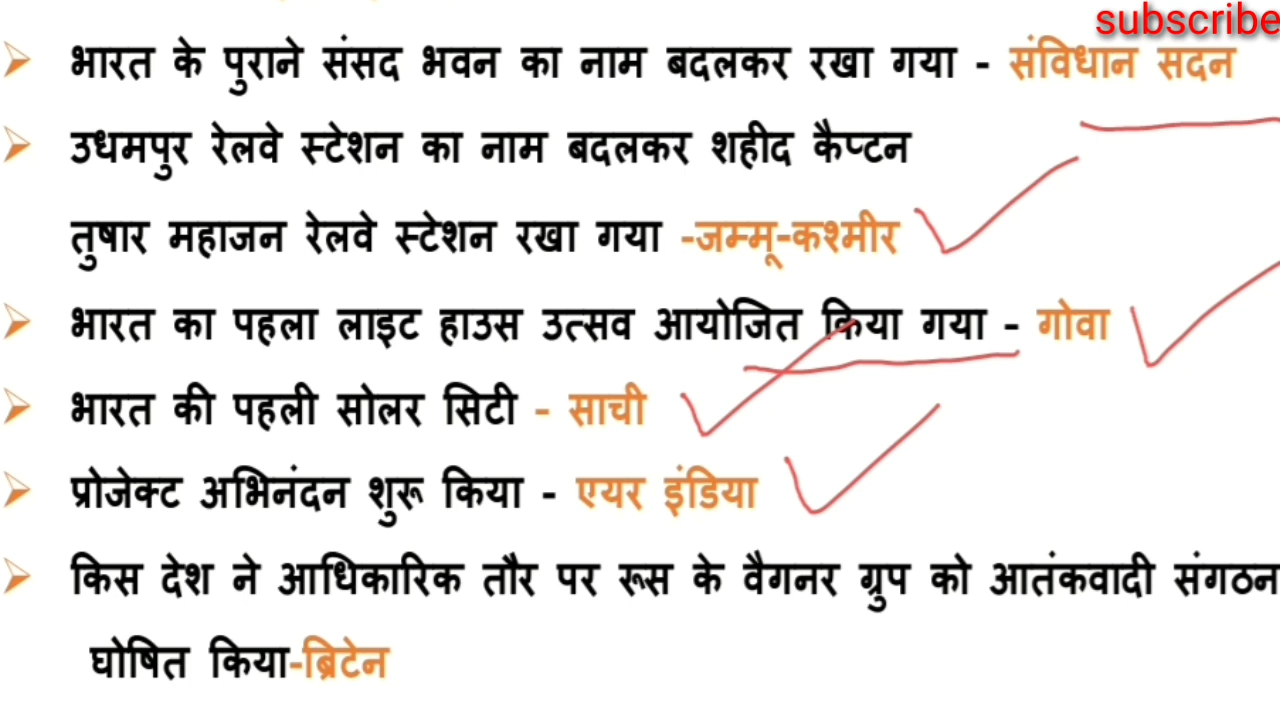 subscribe
भारत के पुराने संसद भवन का नाम बदलकर रखा गया - संविधान सदन
उधमपुर रेलवे स्टेशन का नाम बदलकर शहीद कैप्टन
तुषार महाजन रेलवे स्टेशन रखा गया -जम्मू-कश्मीर
भारत का पहला लाइट हाउस उत्सव आयोजित किया गया - गोवा
भारत की पहली सोलर सिटी - साची
प्रोजेक्ट अभिनंदन शुरू किया - एयर इंडिया
किस देश ने आधिकारिक तौर पर रूस के वैगनर ग्रुप को आतंकवादी संगठन
घोषित किया-ब्रिटेन